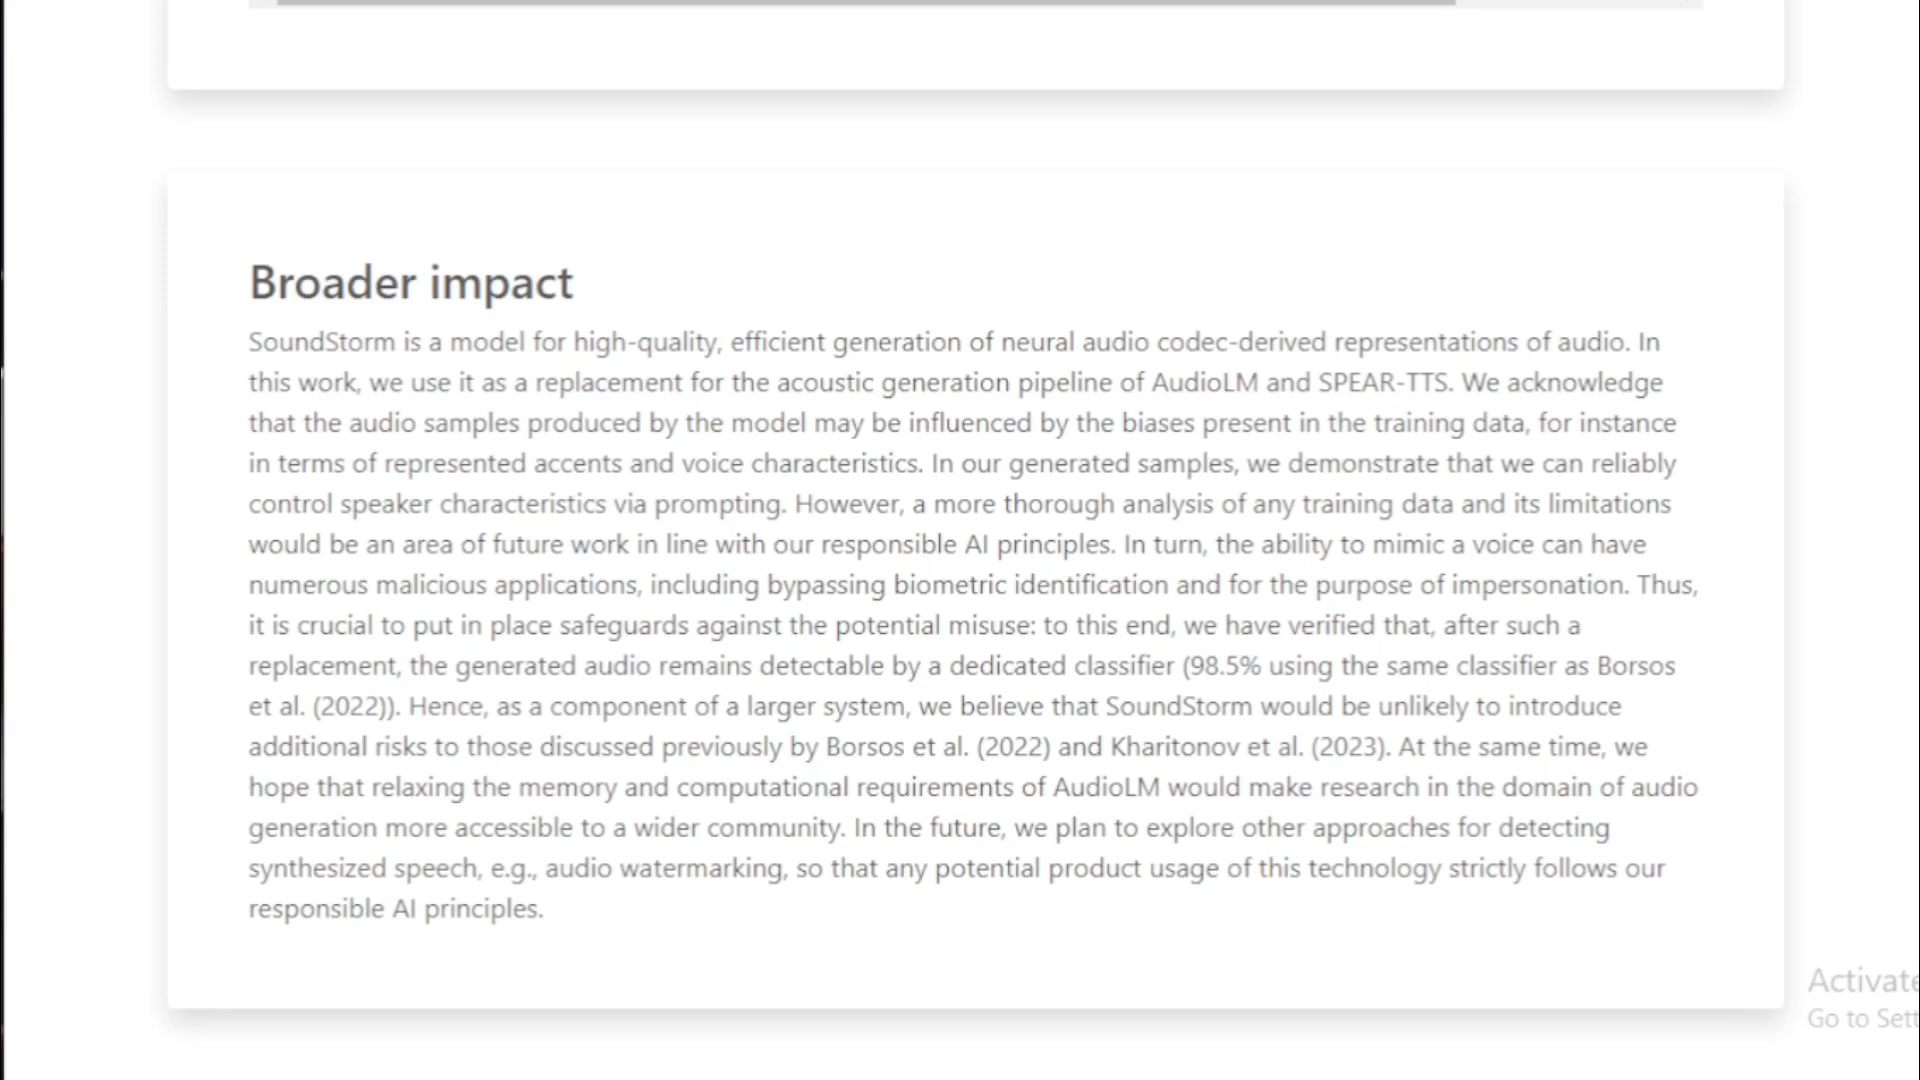 Broader impact
SoundStorm is a model for high-quality, efficient generation of neural audio codec-derived representations of audio. In
this work, we use it as a replacement for the acoustic generation pipeline of AudioLM and SPEAR-TTS. We acknowledge
that the audio samples produced by the model may be influenced by the biases present in the training data, for instance
in terms of represented accents and voice characteristics. In our generated samples, we demonstrate that we can reliably
control speaker characteristics via prompting. However, a more thorough analysis of any training data and its limitations
would be an area of future work in line with our responsible AI principles. In turn, the ability to mimic a voice can have
numerous malicious applications, including bypassing biometric identification and for the purpose of impersonation. Thus,
it is crucial to put in place safeguards against the potential misuse: to this end, we have verified that, after such a
replacement, the generated audio remains detectable by a dedicated classifier (98.5% using the same classifier as Borsos
et al. (2022)). Hence, as a component of a larger system, we believe that SoundStorm would be unlikely to introduce
additional risks to those discussed previously by Borsos et al. (2022) and Kharitonov et al. (2023). At the same time, we
hope that relaxing the memory and computational requirements of AudioLM would make research in the domain of audio
generation more accessible to a wider community. In the future, we plan to explore other approaches for detecting
synthesized speech, e.g., audio watermarking, so that any potential product usage of this technology strictly follows our
responsible AI principles.
Activate
Go to Sett